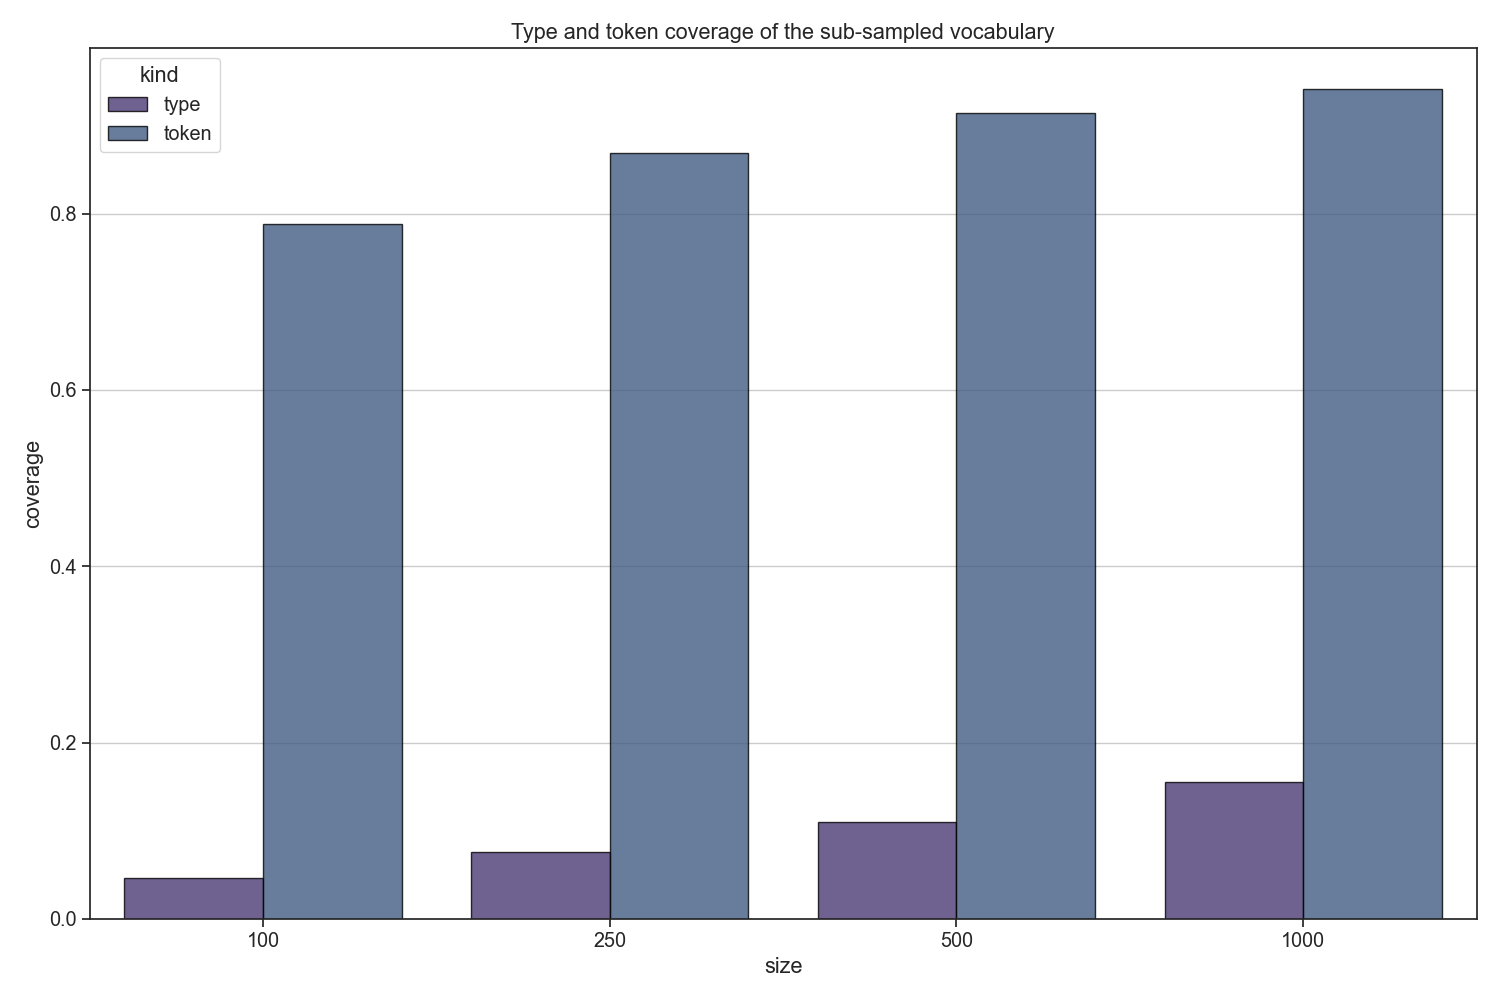 Type and token coverage of the sub-sampled vocabulary
kind
type
token
coverage
0.8
0.6
0.4
0.2
0.0
100 250 500 1000
size